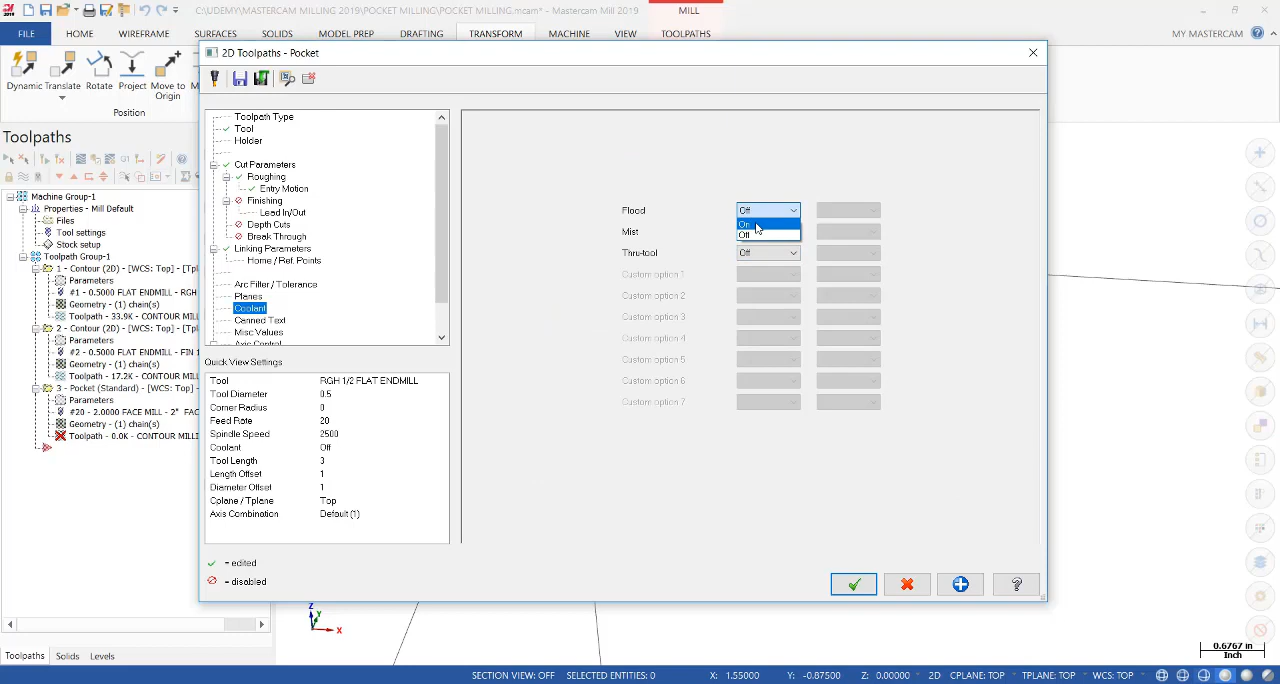 C:\UDEMY\MASTERCAM MILLING 2019\POCKET MILLING\POCKET MILLING.mcam* - Mastercam Mill 2019
MILL
FILE
HOME
WIREFRAME
SURFACES
SOLIDS
MODEL PREP
DRAFTING
TRANSFORM
MACHINE
VIEW
TOOLPATHS
MY MASTERCAM
Dynamic
Translate
Rotate
Project
Move to
Origin
Position
2D Toolpaths - Pocket
Toolpaths
Machine Group-1
Properties - Mill Default
Files
Tool settings
Stock setup
Toolpath Group-1
1 - Contour (2D) - [WCS: Top] - [Tpl
Parameters
#1 - 0.5000 FLAT ENDMILL - RGH
Geometry - (1) chain(s)
Toolpath - 33.9K - CONTOUR MIL
2 - Contour (2D) - [WCS: Top] - [Tpl
Parameters
#2 - 0.5000 FLAT ENDMILL - FIN 1
Geometry - (1) chain(s)
Toolpath - 17.2K - CONTOUR MIL
3 - Pocket (Standard) - [WCS: Top] -
Parameters
#20 - 2.0000 FACE MILL - 2" FAC
Geometry - (1) chain(s)
Toolpath - 0.0K - CONTOUR MILLI
Toolpaths
Solids
Levels
Toolpath Type
Tool
Holder
Cut Parameters
Roughing
Entry Motion
Finishing
Lead In/Out
Depth Cuts
Break Through
Linking Parameters
Home / Ref. Points
Arc Filter / Tolerance
Planes
Coolant
Canned Text
Misc Values
Axis Control
Quick View Settings
Tool RGH 1/2 FLAT ENDMILL
Tool Diameter 0.5
Corner Radius 0
Feed Rate 20
Spindle Speed 2500
Coolant Off
Tool Length 3
Length Offset 1
Diameter Offset 1
Cplane / Tplane Top
Axis Combination Default (1)
= edited
= disabled
Flood Off
On
Off
Mist
Thru-tool Off
Custom option 1
Custom option 2
Custom option 3
Custom option 4
Custom option 5
Custom option 6
Custom option 7
Z
Y
X
0.6767 in
Inch
SECTION VIEW: OFF SELECTED ENTITIES: 0 X: 1.55000 Y: -0.87500 Z: 0.00000 2D CPLANE: TOP TPLANE: TOP WCS: TOP